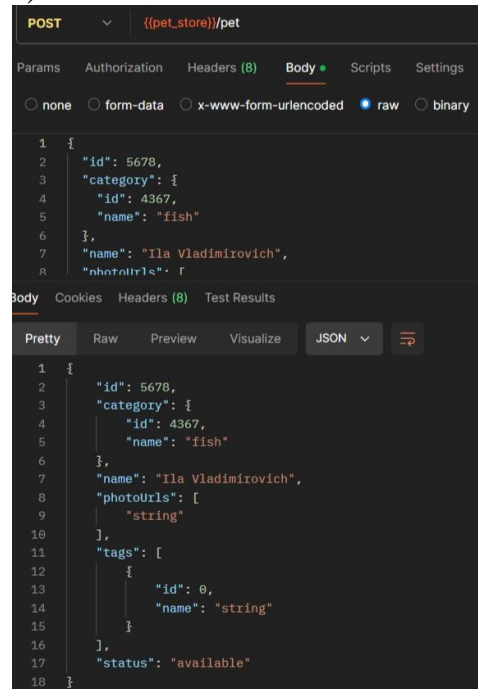 POST {{pet_store}}/pet
Params Authorization Headers (8) Body Scripts Settings
none form-data x-www-form-urlencoded raw binary
1 {
2 "id": 5678,
3 "category": {
4 "id": 4367,
5 "name": "fish"
6 },
7 "name": "Ila Vladimirovich",
8 "photoUrls": [
Body Cookies Headers (8) Test Results
Pretty Raw Preview Visualize JSON
1 {
2 "id": 5678,
3 "category": {
4 "id": 4367,
5 "name": "fish"
6 },
7 "name": "Ila Vladimirovich",
8 "photoUrls": [
9 "string"
10 ],
11 "tags": [
12 {
13 "id": 0,
14 "name": "string"
15 }
16 ],
17 "status": "available"
18 }